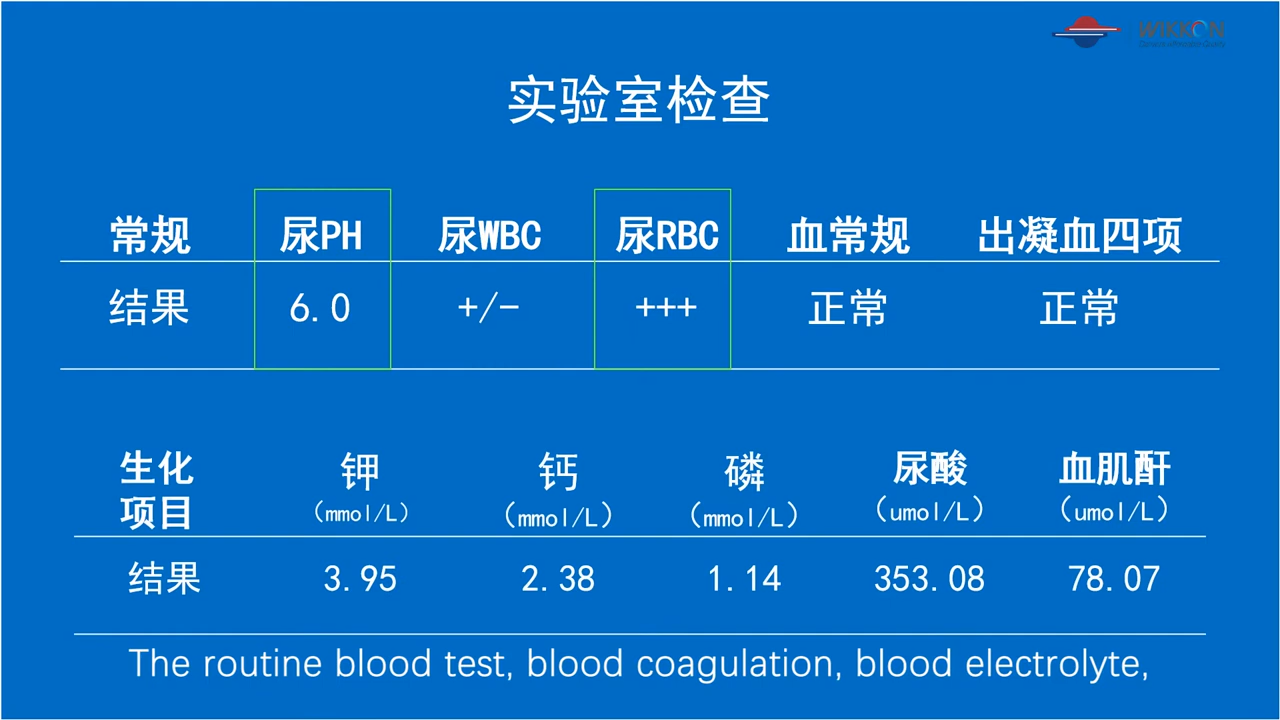 WIKKON
实验室检查
常规 尿PH 尿WBC 尿RBC 血常规 出凝血四项
结果 6.0 +/- +++ 正常 正常
生化项目 钾(mmol/L) 钙(mmol/L) 磷(mmol/L) 尿酸(umol/L) 血肌酐(umol/L)
结果 3.95 2.38 1.14 353.08 78.07
The routine blood test, blood coagulation, blood electrolyte,